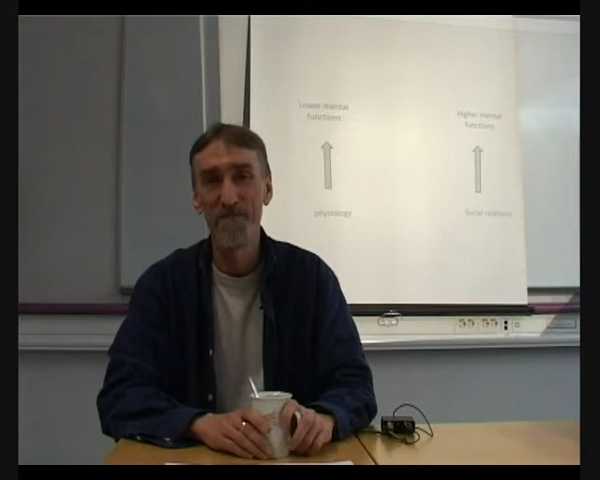 Lower mental
functions
Higher mental
functions
physiology
Social relations